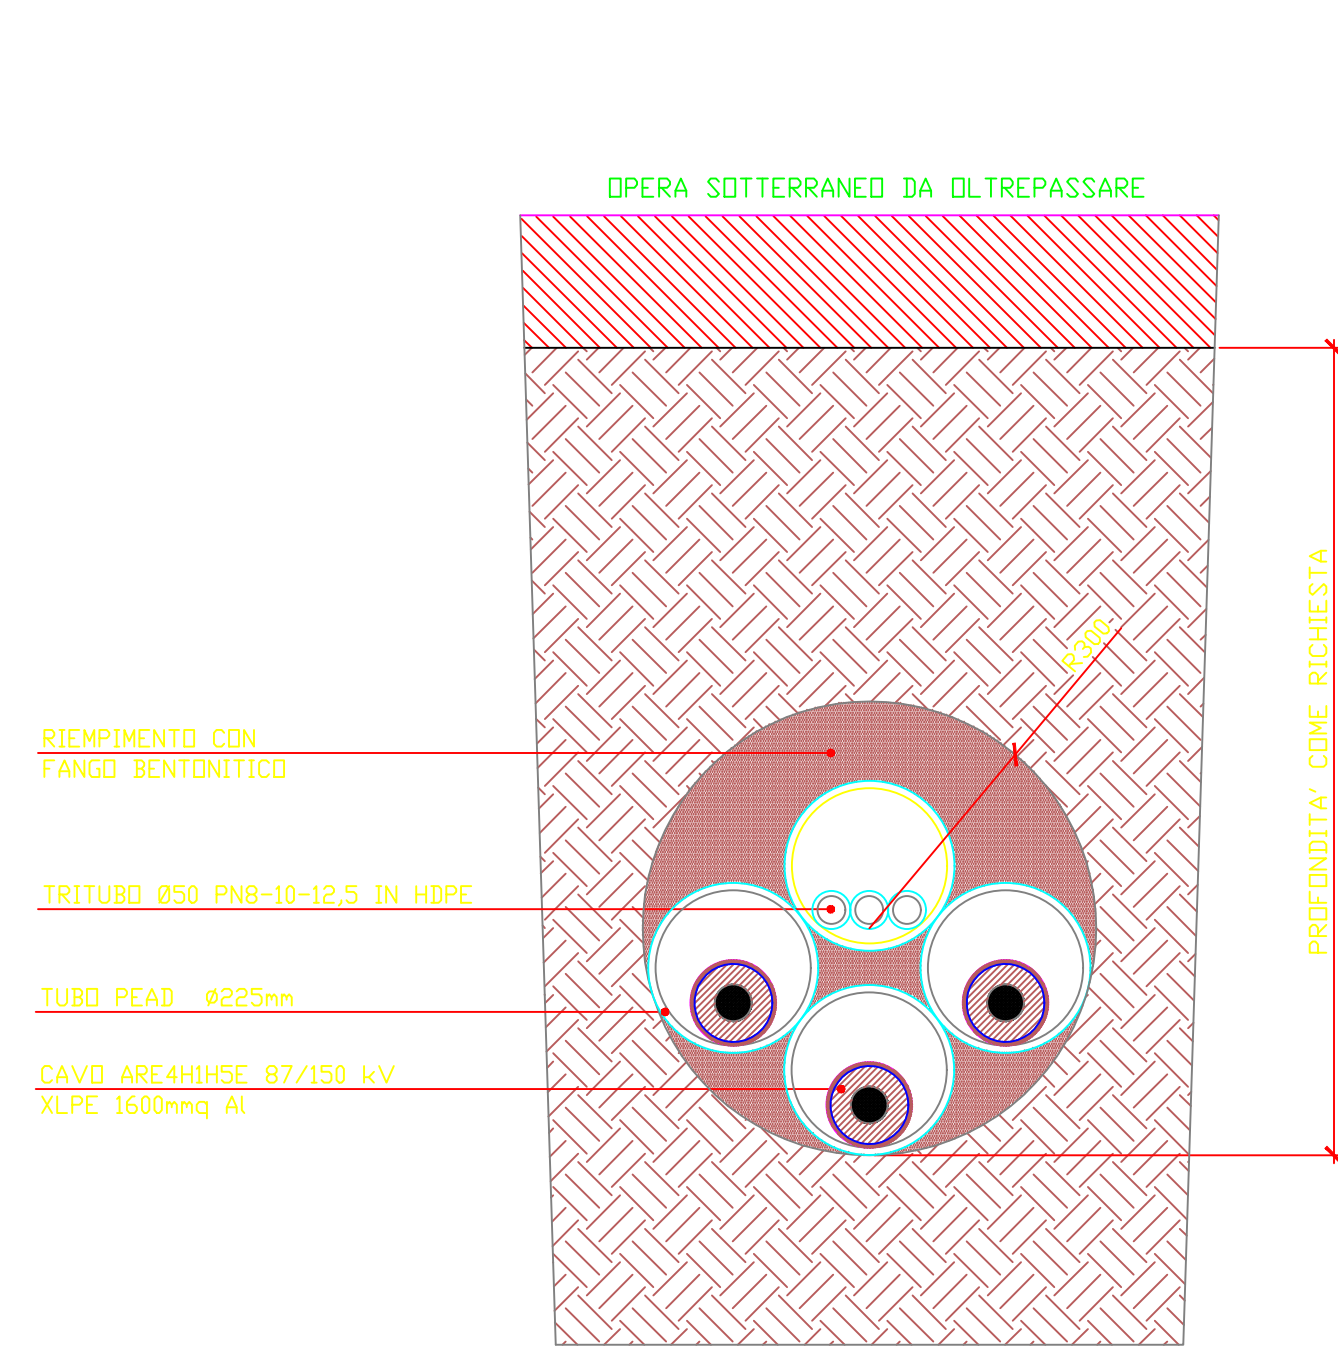 OPERA SOTTERRANEO DA OLTREPASSARE
R300
PROFONDITA' COME RICHIESTA
RIEMPIMENTO CON
FANGO BENTONITICO
TRITUBO Ø50 PN8-10-12,5 IN HDPE
TUBO PEAD Ø225mm
CAVO ARE4H1H5E 87/150 kV
XLPE 1600mmq Al